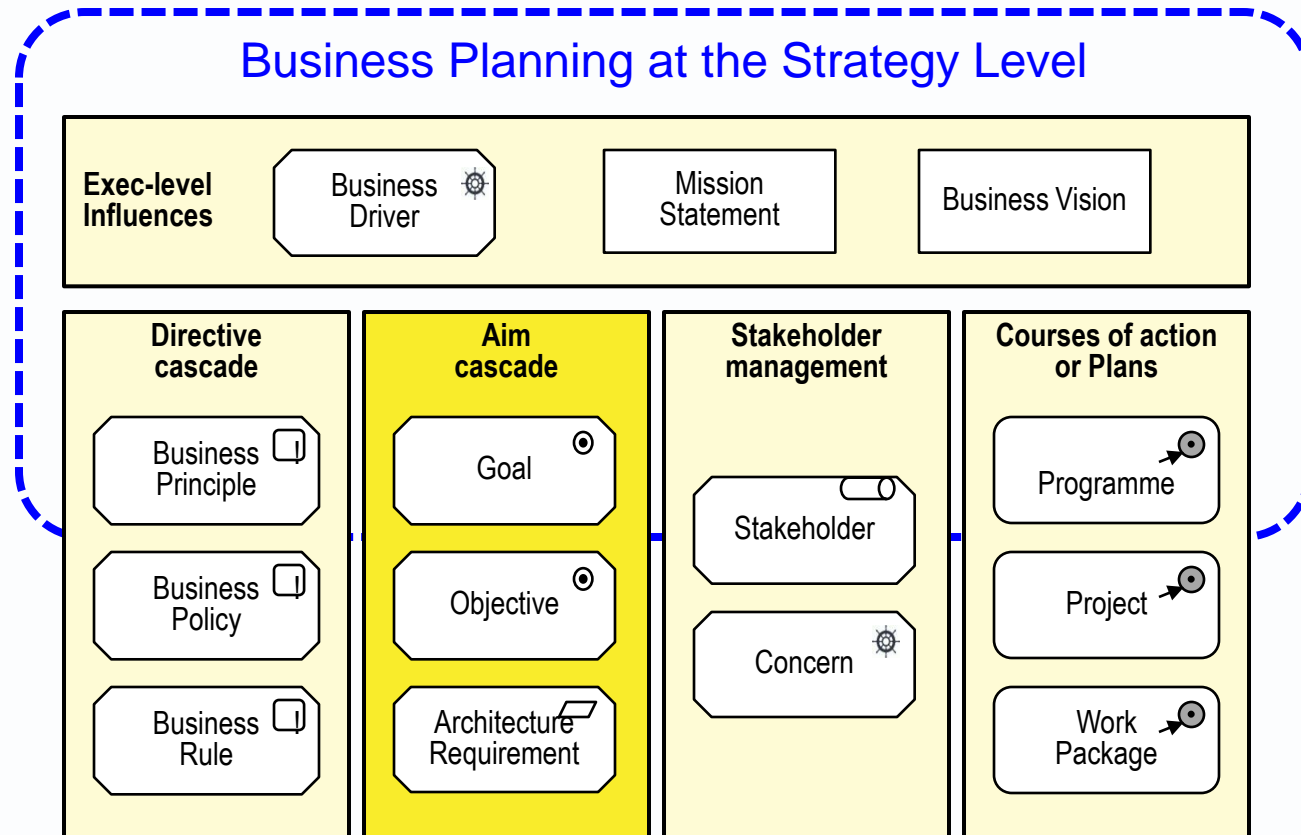 Business Planning at the Strategy Level
Exec-level
Influences
Business
Driver
Mission
Statement
Business Vision
Directive
cascade
Business
Principle
Business
Policy
Business
Rule
Aim
cascade
Goal
Objective
Architecture
Requirement
Stakeholder
management
Stakeholder
Concern
Courses of action
or Plans
Programme
Project
Work
Package